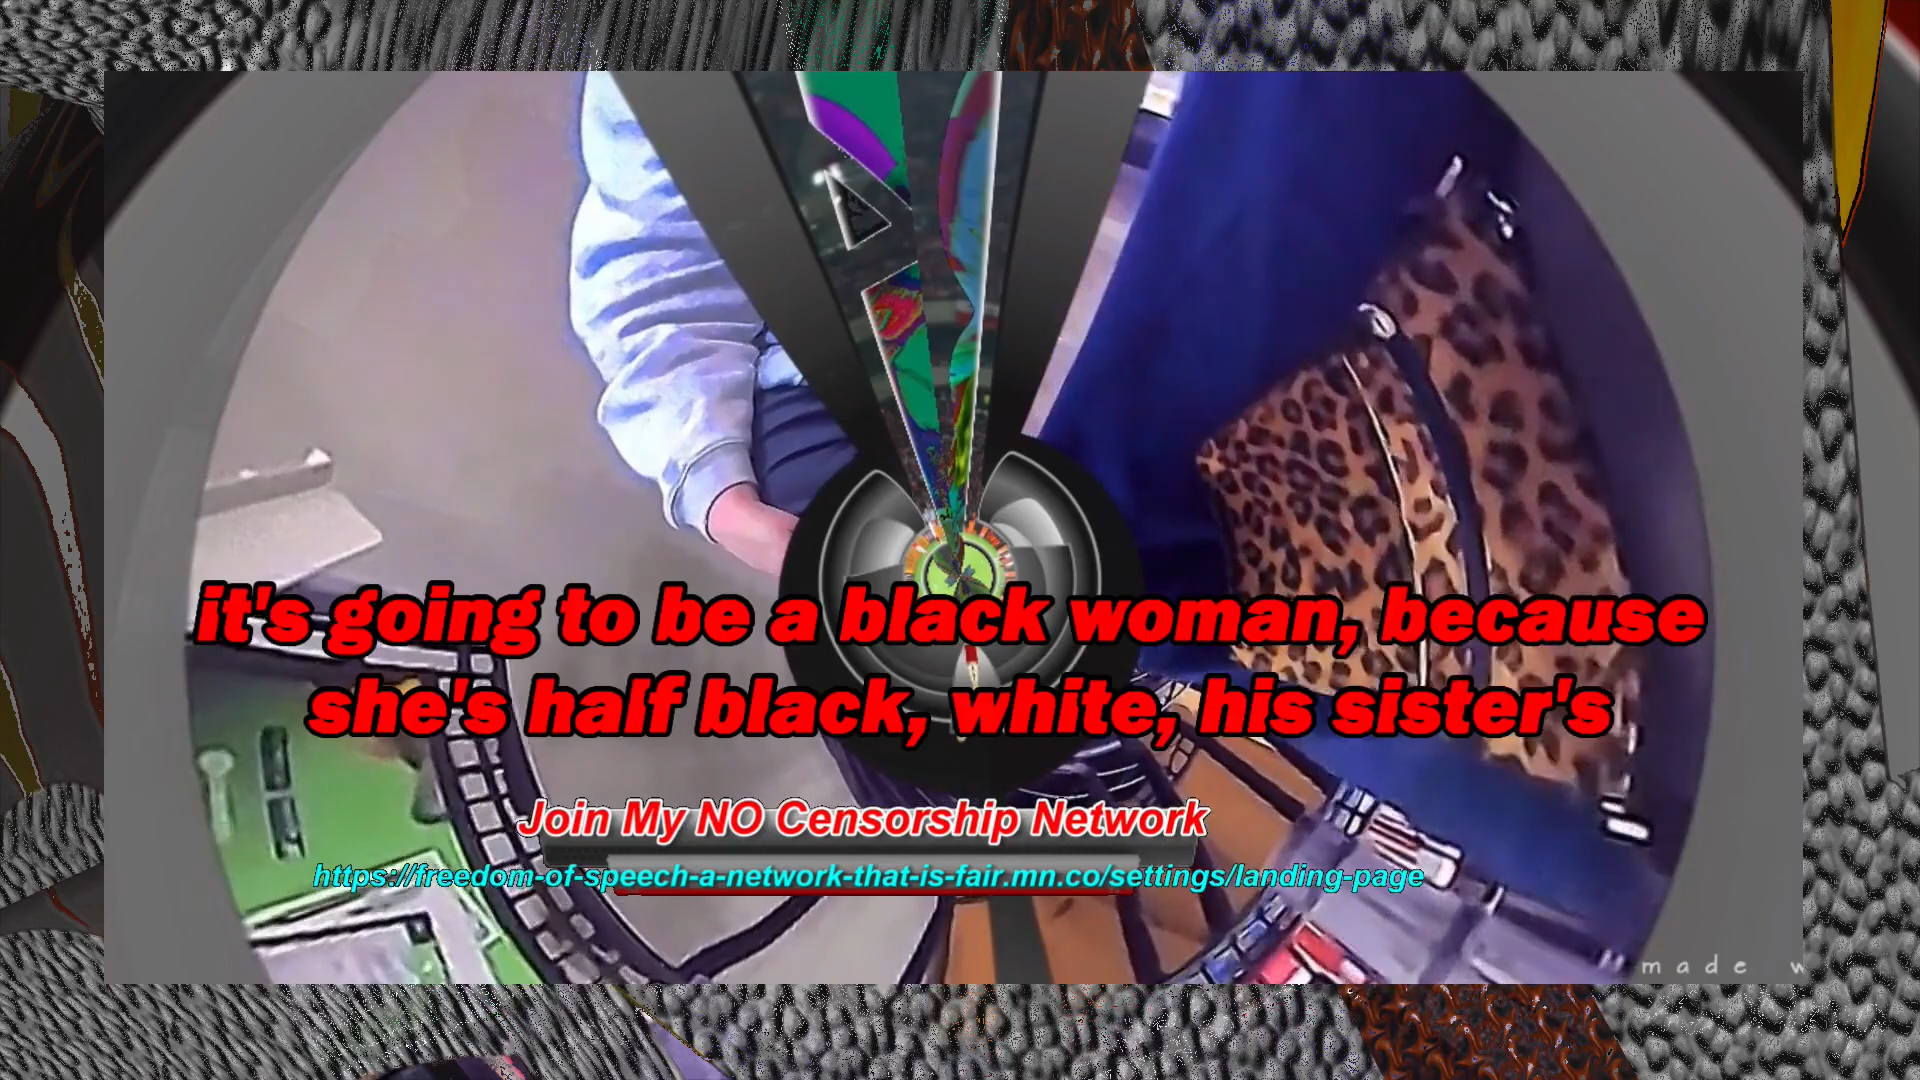 it's going to be a black woman, because
she's half black, white, his sister's
Join My NO Censorship Network
https://freedom-of-speech-a-network-that-is-fair.mn.co/settings/landing-page
made w